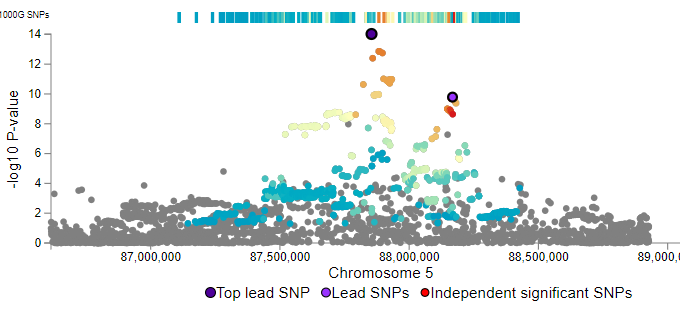 1000G SNPs
14
12
10
8
6
4
2
0
-log10 P-value
87,000,000 87,500,000 88,000,000 88,500,000 89,000,0
Chromosome 5
Top lead SNP Lead SNPs Independent significant SNPs